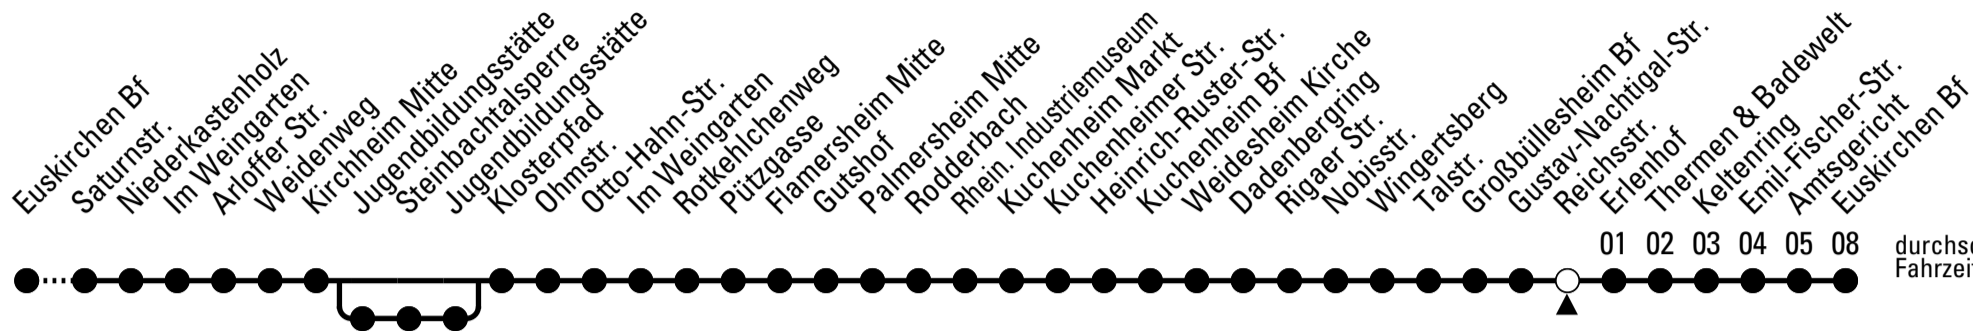 Euskirchen Bf
Saturnstr.
Niederkastenholz
Im Weingarten
Arloffer Str.
Weidenweg
Kirchheim Mitte
Jugendbildungsstätte
Steinbachtalsperre
Jugendbildungsstätte
Klosterpfad
Ohmstr.
Otto-Hahn-Str.
Im Weingarten
Rotkehlchenweg
Pützgasse
Flamersheim Mitte
Gutshof
Palmersheim Mitte
Rodderbach
Rhein. Industriemuseum
Kuchenheim Markt
Kuchenheimer Str.
Heinrich-Ruster-Str.
Kuchenheim Bf
Weidesheim Kirche
Dadenbergring
Rigaer Str.
Nobisstr.
Wingertsberg
Talstr.
Großbüllesheim Bf
Gustav-Nachtigal-Str.
Reichsstr.
Erlenhof
Thermen & Badewelt
Keltenring
Emil-Fischer-Str.
Amtsgericht
Euskirchen Bf
01 02 03 04 05 08